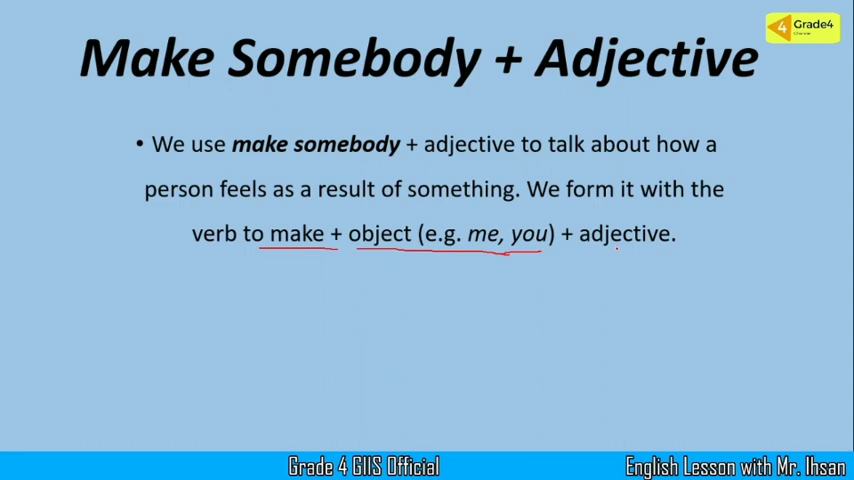 4 Grade4
Make Somebody + Adjective
• We use make somebody + adjective to talk about how a
person feels as a result of something. We form it with the
verb to make + object (e.g. me, you) + adjective.
Grade 4 GIIS Official
English Lesson with Mr. Ihsan